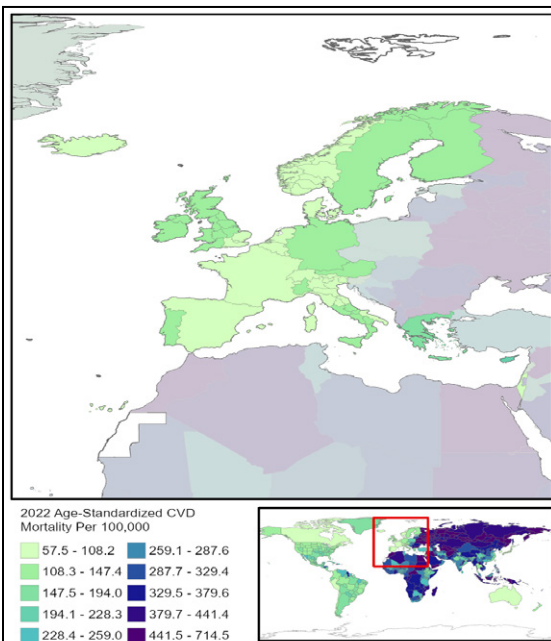 2022 Age-Standardized CVD
Mortality Per 100,000
57.5 - 108.2
108.3 - 147.4
147.5 - 194.0
194.1 - 228.3
228.4 - 259.0
259.1 - 287.6
287.7 - 329.4
329.5 - 379.6
379.7 - 441.4
441.5 - 714.5